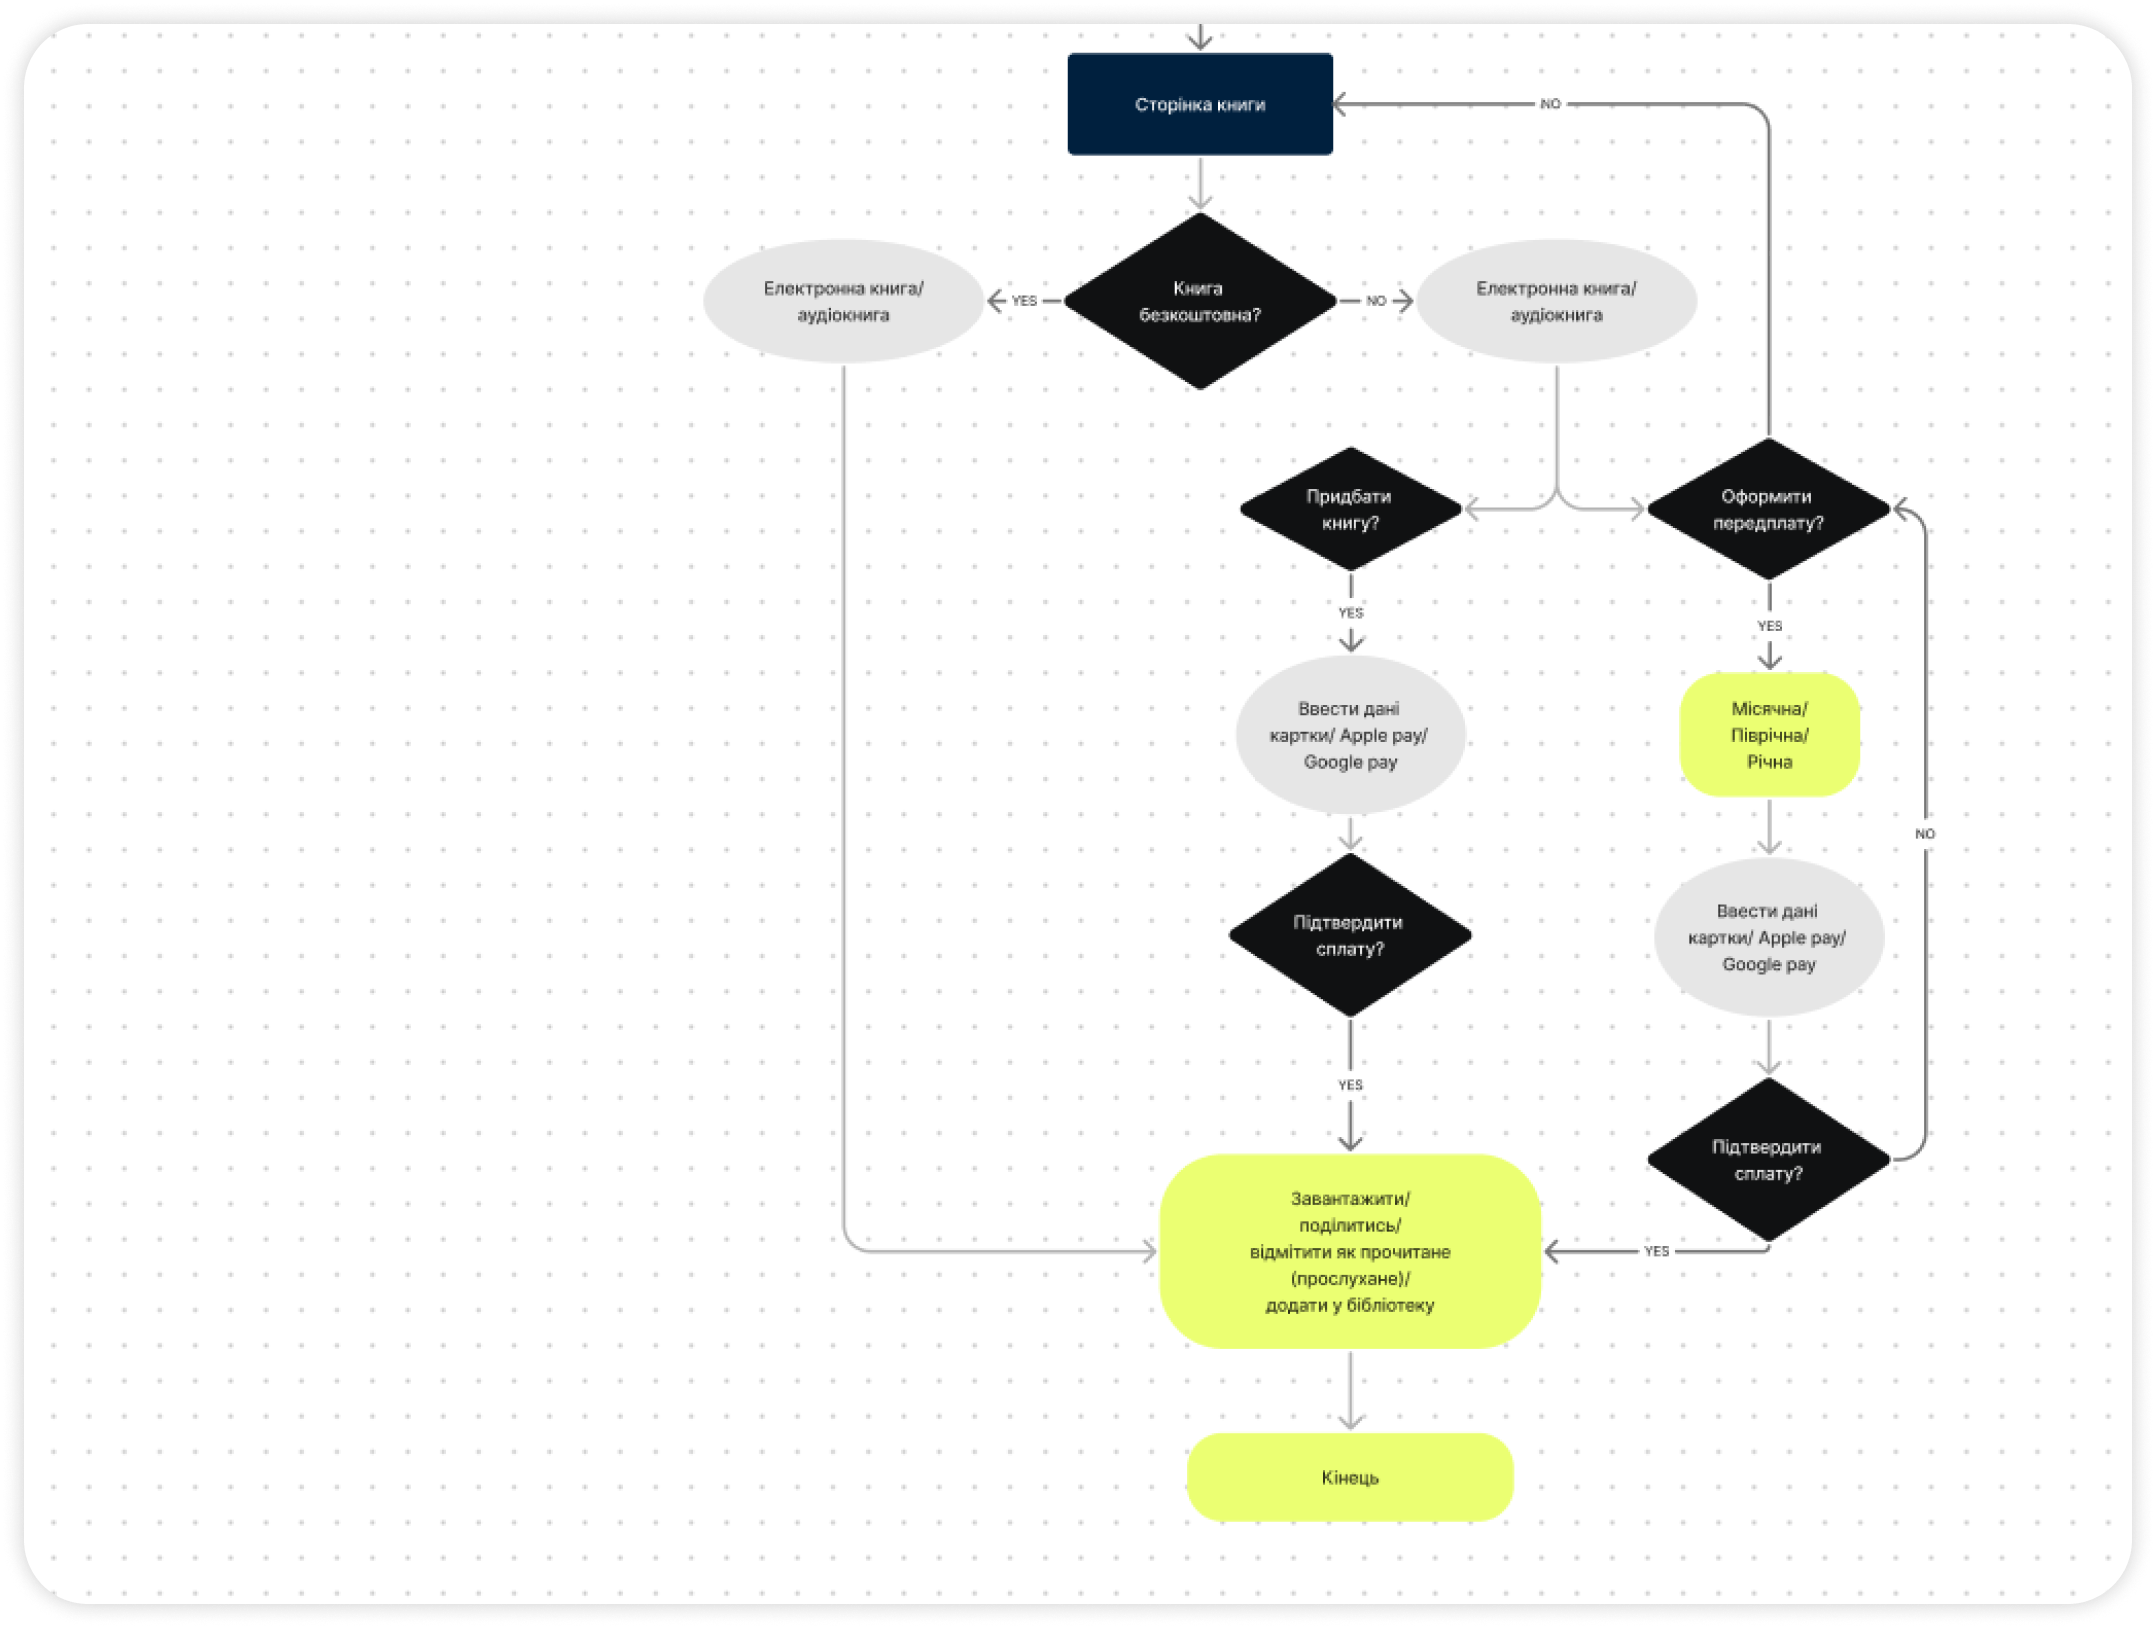 Сторінка книги
NO
Електронна книга/
аудіокнига
YES
Книга
безкоштовна?
NO
Електронна книга/
аудіокнига
Придбати
книгу?
Оформити
передплату?
YES
YES
Ввести дані
картки/ Apple pay/
Google pay
Місячна/
Піврічна/
Річна
NO
Підтвердити
сплату?
Ввести дані
картки/ Apple pay/
Google pay
YES
Підтвердити
сплату?
Завантажити/
поділитись/
відмітити як прочитане
(прослухане)/
додати у бібліотеку
YES
Кінець